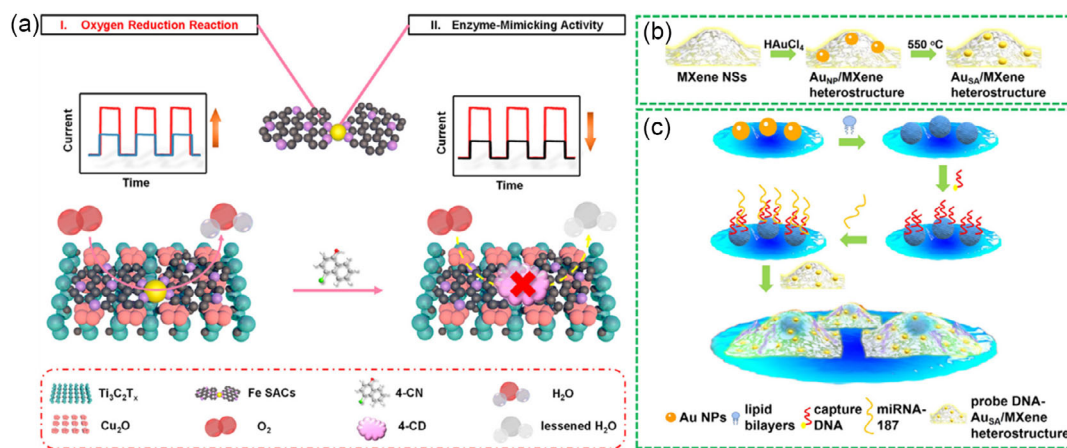 (a)
I. Oxygen Reduction Reaction
II. Enzyme-Mimicking Activity
Current
Time
Current
Time
Ti3C2Tx
Fe SACs
4-CN
H2O
Cu2O
O2
4-CD
lessened H2O
(b)
MXene NSs
HAuCl4
AuNP/MXene
heterostructure
550 °C
AuSA/MXene
heterostructure
(c)
Au NPs
lipid
bilayers
capture
DNA
miRNA-
187
probe DNA-
AuSA/MXene
heterostructure